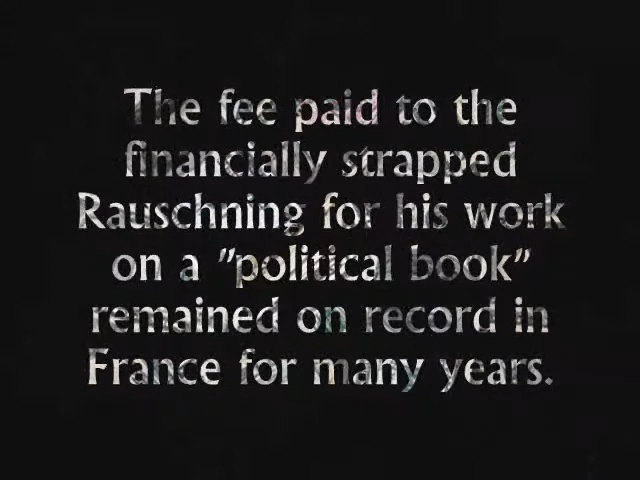 The fee paid to the
financially strapped
Rauschning for his work
on a "political book"
remained on record in
France for many years.